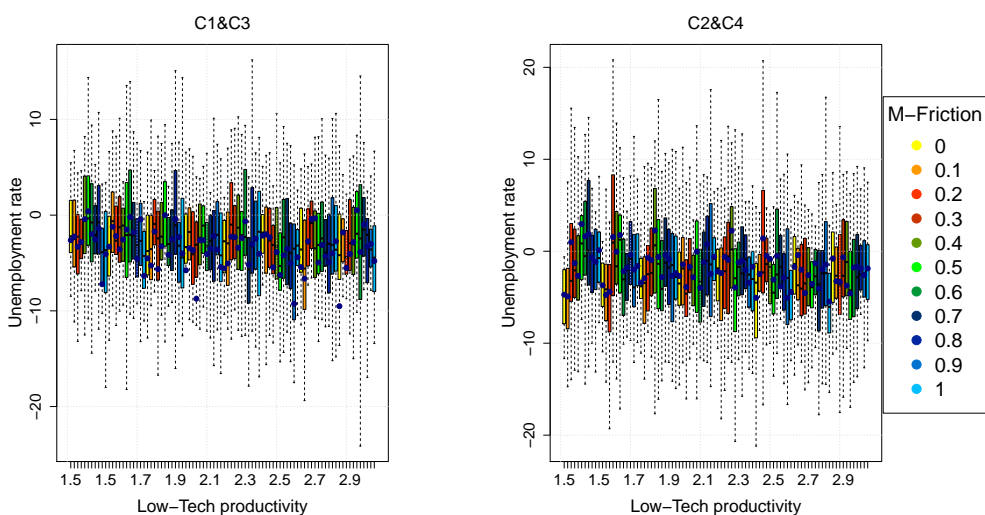 C1&C3
Unemployment rate
10
0
−10
−20
1.5 1.5 1.7 1.9 2.1 2.3 2.5 2.7 2.9
Low−Tech productivity
C2&C4
Unemployment rate
20
10
0
−10
−20
1.5 1.5 1.7 1.9 2.1 2.3 2.5 2.7 2.9
Low−Tech productivity
M−Friction
0
0.1
0.2
0.3
0.4
0.5
0.6
0.7
0.8
0.9
1